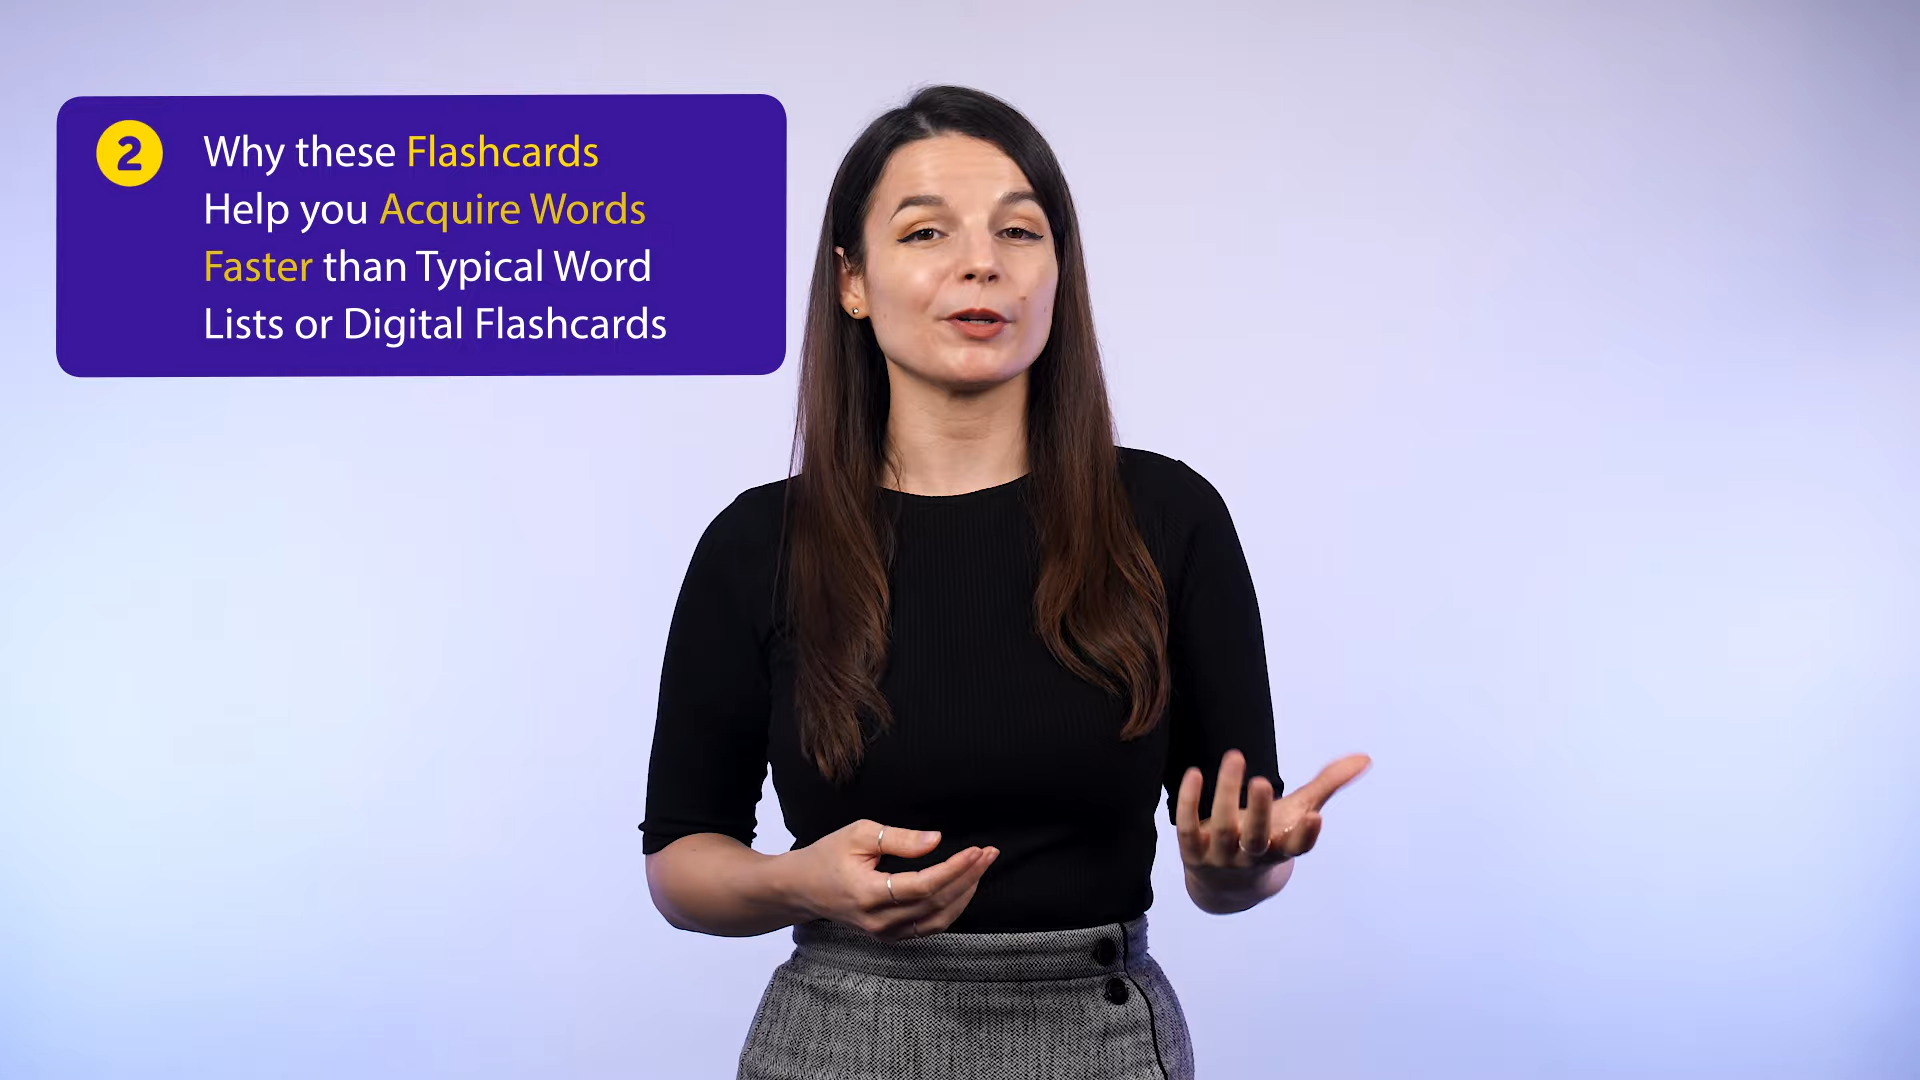 2
Why these Flashcards
Help you Acquire Words
Faster than Typical Word
Lists or Digital Flashcards